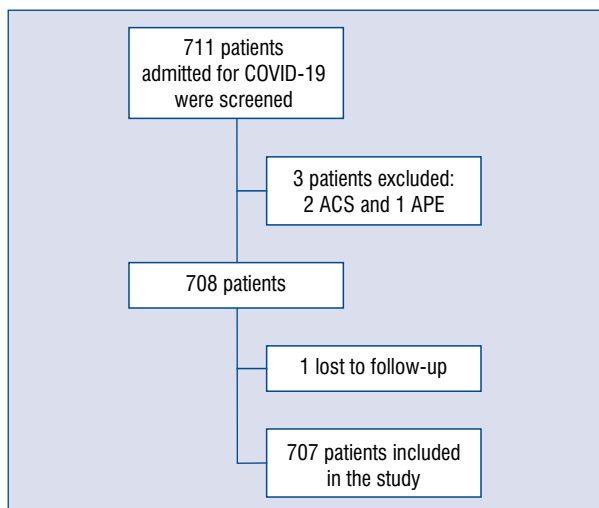 711 patients
admitted for COVID-19
were screened
3 patients excluded:
2 ACS and 1 APE
708 patients
1 lost to follow-up
707 patients included
in the study